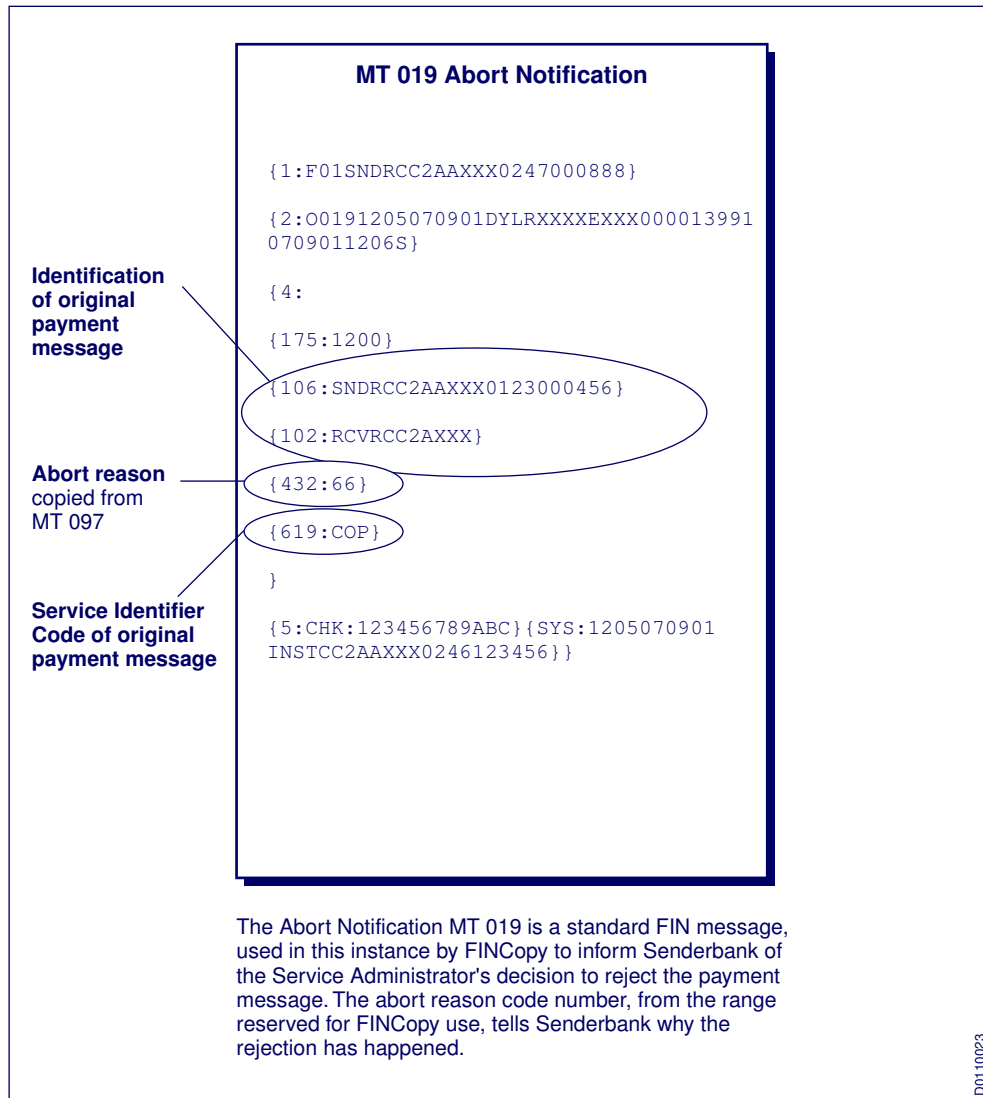 MT 019 Abort Notification
{1:F01SNDRCC2AAXXX0247000888}
{2:O0191205070901DYLRXXXXEXXX000013991
0709011206S}
Identification
of original
payment
message
{4:
{175:1200}
{106:SNDRCC2AAXXX0123000456}
{102:RCVRCC2AXXX}
Abort reason
copied from
MT 097
{432:66}
{619:COP}
}
Service Identifier
Code of original
payment message
{5:CHK:123456789ABC}{SYS:1205070901
INSTCC2AAXXX0246123456}}
The Abort Notification MT 019 is a standard FIN message,
used in this instance by FINCopy to inform Senderbank of
the Service Administrator's decision to reject the payment
message. The abort reason code number, from the range
reserved for FINCopy use, tells Senderbank why the
rejection has happened.
D0110023